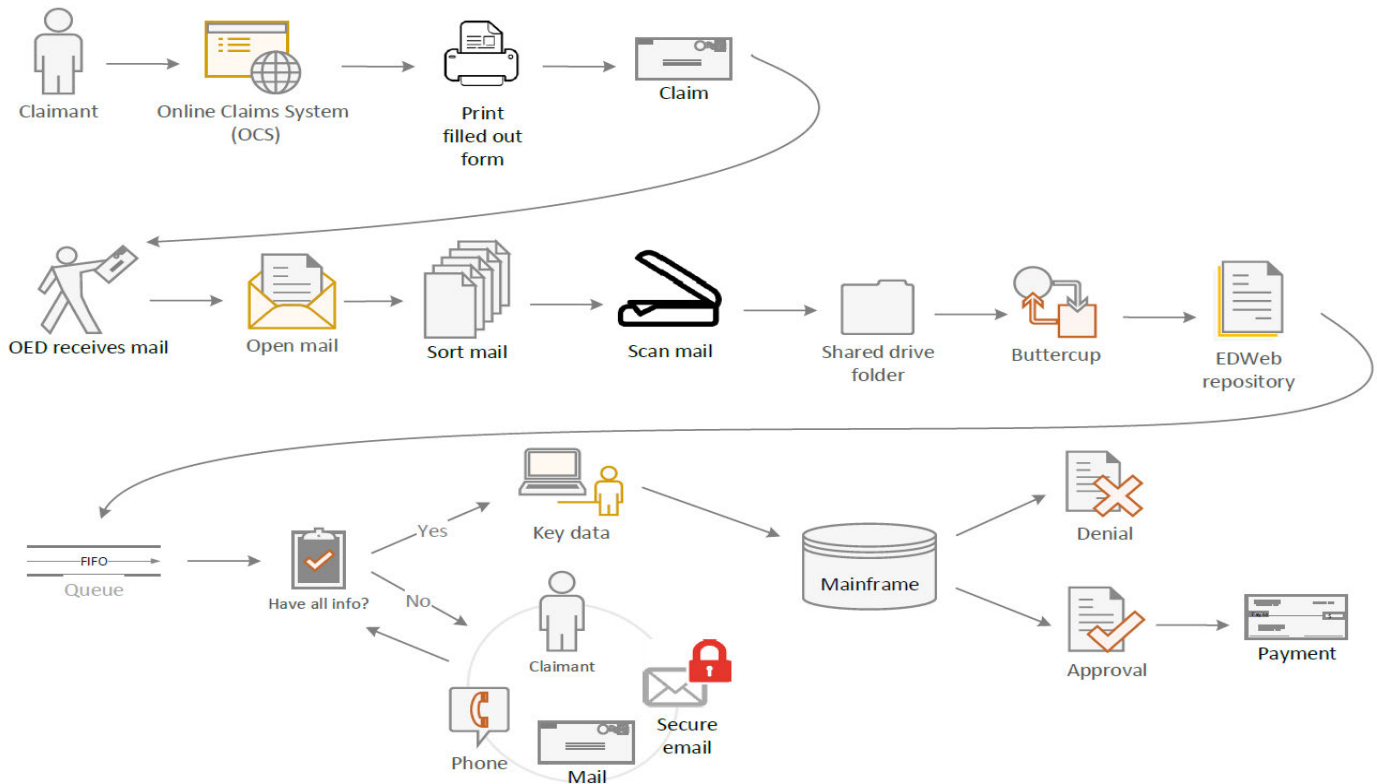 Claimant
Online Claims System
(OCS)
Print
filled out
form
Claim
OED receives mail
Open mail
Sort mail
Scan mail
Shared drive
folder
Buttercup
EDWeb
repository
FIFO
Queue
Have all info?
Yes
No
Key data
Claimant
Phone
Mail
Secure
email
Mainframe
Denial
Approval
Payment